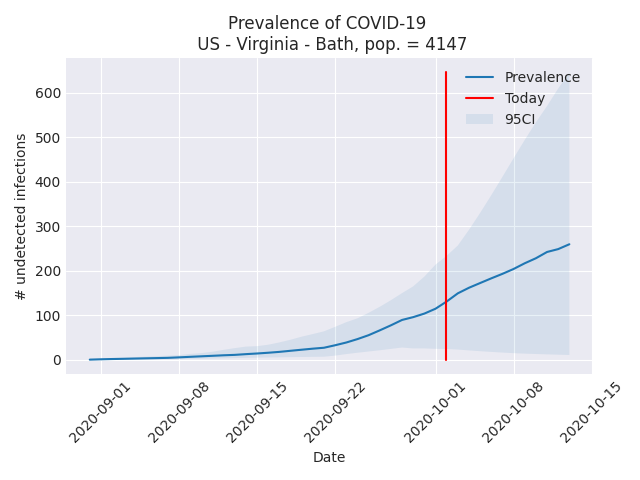 Prevalence of COVID-19
US - Virginia - Bath, pop. = 4147
Prevalence
Today
95CI
# undetected infections
600
500
400
300
200
100
0
2020-09-01
2020-09-08
2020-09-15
2020-09-22
2020-10-01
2020-10-08
2020-10-15
Date